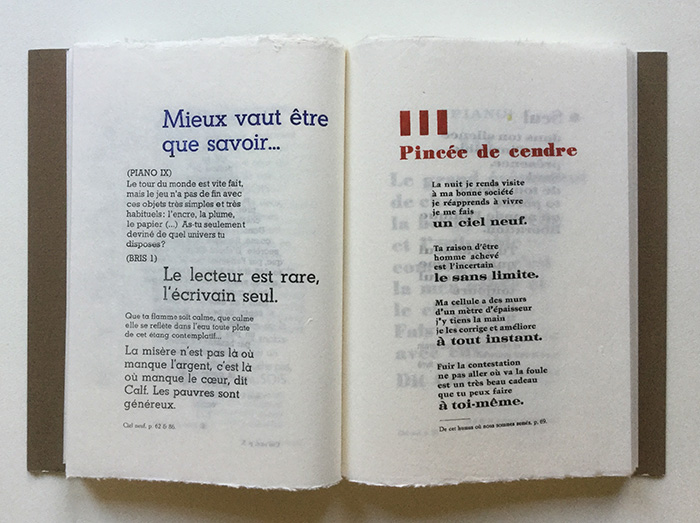 Mieux vaut être
que savoir...
(PIANO IX)
Le tour du monde est vite fait,
mais le jeu n'a pas de fin avec
ces objets très simples et très
habituels: l'encre, la plume,
le papier (...) As-tu seulement
deviné de quel univers tu
disposes?
(BRIS 1)
Le lecteur est rare,
l'écrivain seul.
Que ta flamme soit calme, que calme
elle se reflète dans l'eau toute plate
de cet étang contemplatif...
La misère n'est pas là où
manque l'argent, c'est là
où manque le cœur, dit
Calf. Les pauvres sont
généreux.
Ciel neuf, p. 62 & 86.
III
Pincée de cendre
La nuit je rends visite
à ma bonne société
je réapprends à vivre
je me fais
un ciel neuf.
Ta raison d'être
homme achevé
est l'incertain
le sans limite.
Ma cellule a des murs
d'un mètre d'épaisseur
j'y tiens la main
je les corrige et améliore
à tout instant.
Fuir la contestation
ne pas aller où va la foule
est un très beau cadeau
que tu peux faire
à toi-même.
De cet humus où nous sommes semés, p. 69.